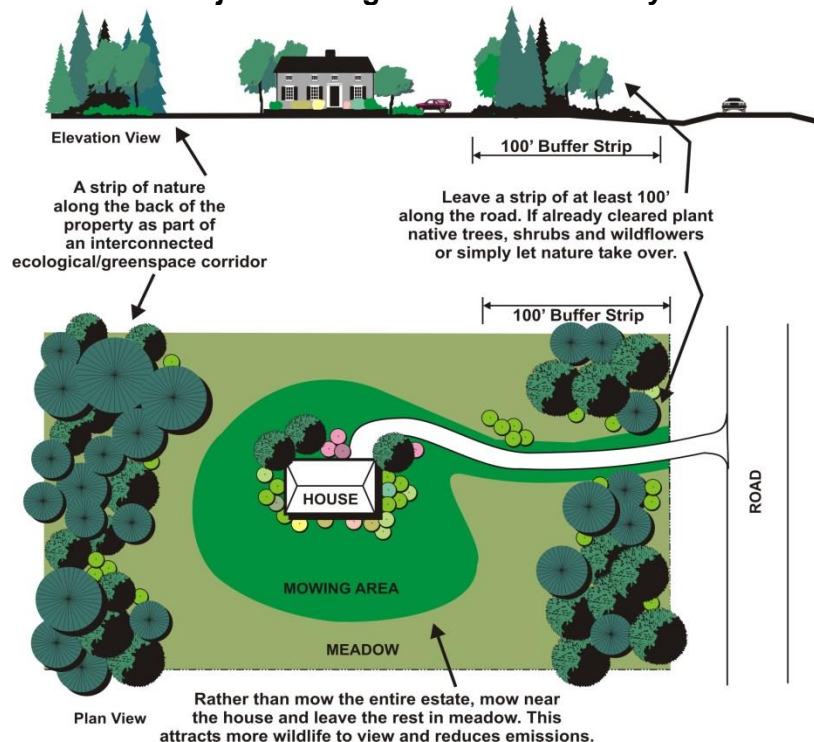 Elevation View
100' Buffer Strip
A strip of nature
along the back of the
property as part of
an interconnected
ecological/greenspace corridor
Leave a strip of at least 100'
along the road. If already cleared plant
native trees, shrubs and wildflowers
or simply let nature take over.
100' Buffer Strip
HOUSE
ROAD
MOWING AREA
MEADOW
Plan View
Rather than mow the entire estate, mow near
the house and leave the rest in meadow. This
attracts more wildlife to view and reduces emissions.